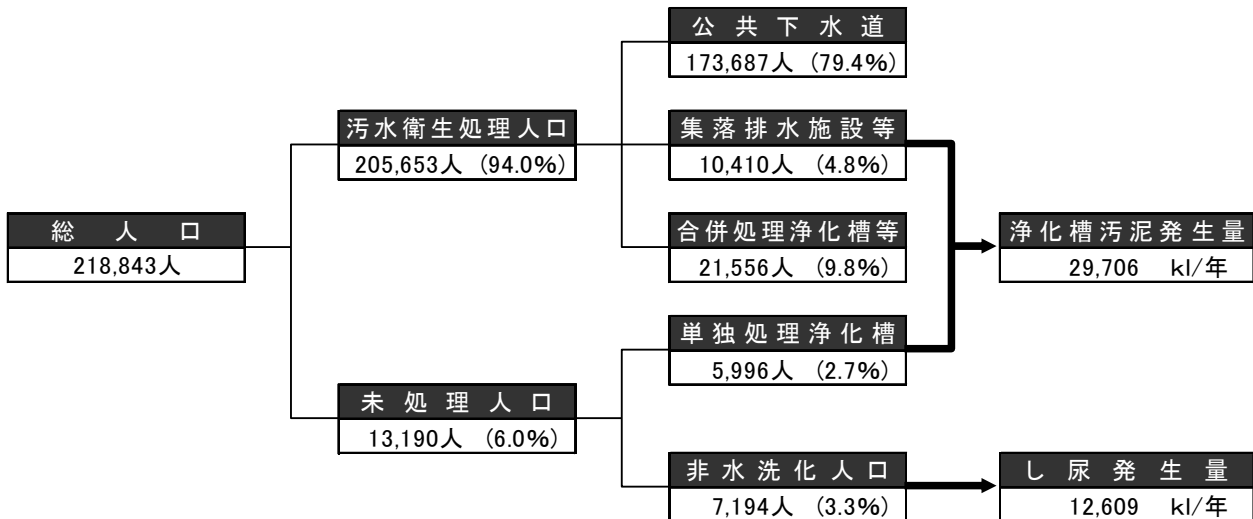 公共下水道
173,687人 (79.4%)
汚水衛生処理人口
205,653人 (94.0%)
集落排水施設等
10,410人 (4.8%)
総人口
218,843人
合併処理浄化槽等
21,556人 (9.8%)
浄化槽汚泥発生量
29,706 kl/年
単独処理浄化槽
5,996人 (2.7%)
未処理人口
13,190人 (6.0%)
非水洗化人口
7,194人 (3.3%)
し尿発生量
12,609 kl/年